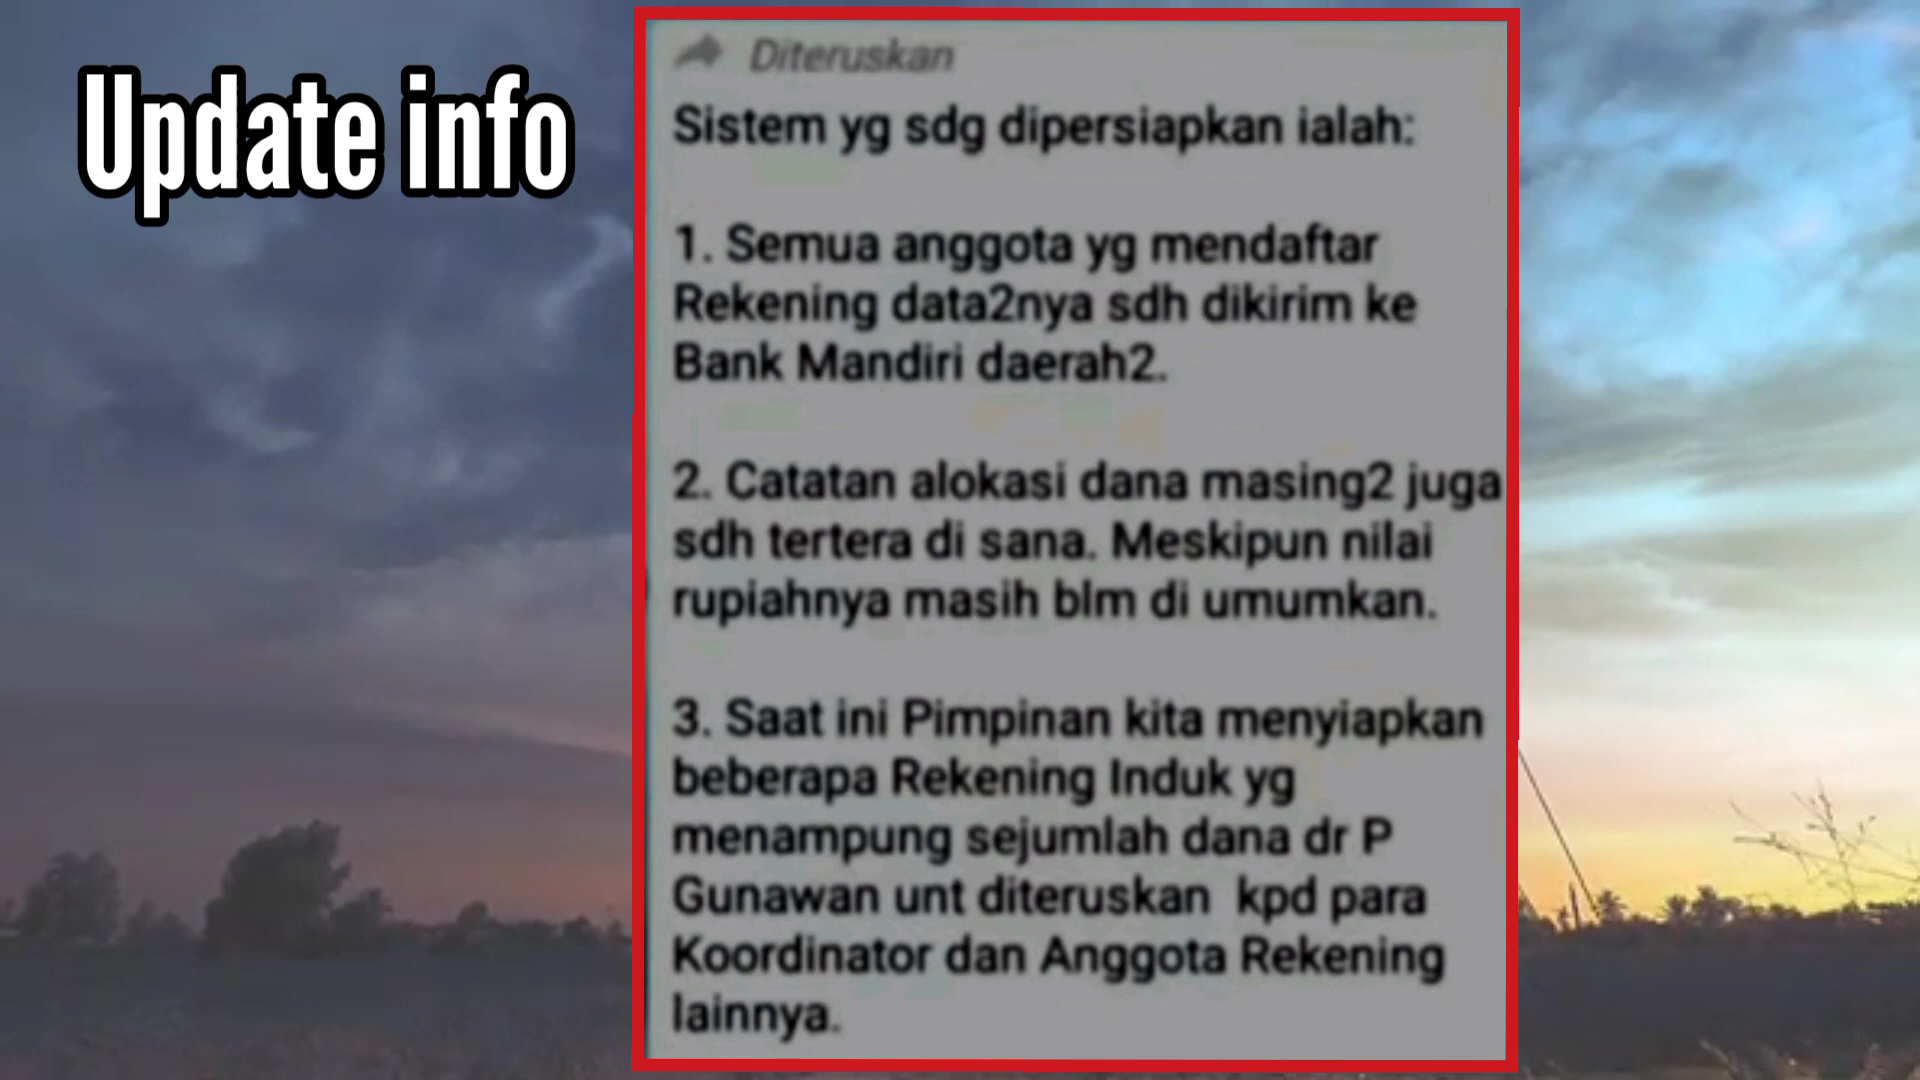 Update info
Diteruskan
Sistem yg sdg dipersiapkan ialah:
1. Semua anggota yg mendaftar
Rekening data2nya sdh dikirim ke
Bank Mandiri daerah2.
2. Catatan alokasi dana masing2 juga
sdh tertera di sana. Meskipun nilai
rupiahnya masih blm di umumkan.
3. Saat ini Pimpinan kita menyiapkan
beberapa Rekening Induk yg
menampung sejumlah dana dr P
Gunawan unt diteruskan  kpd para
Koordinator dan Anggota Rekening
lainnya.